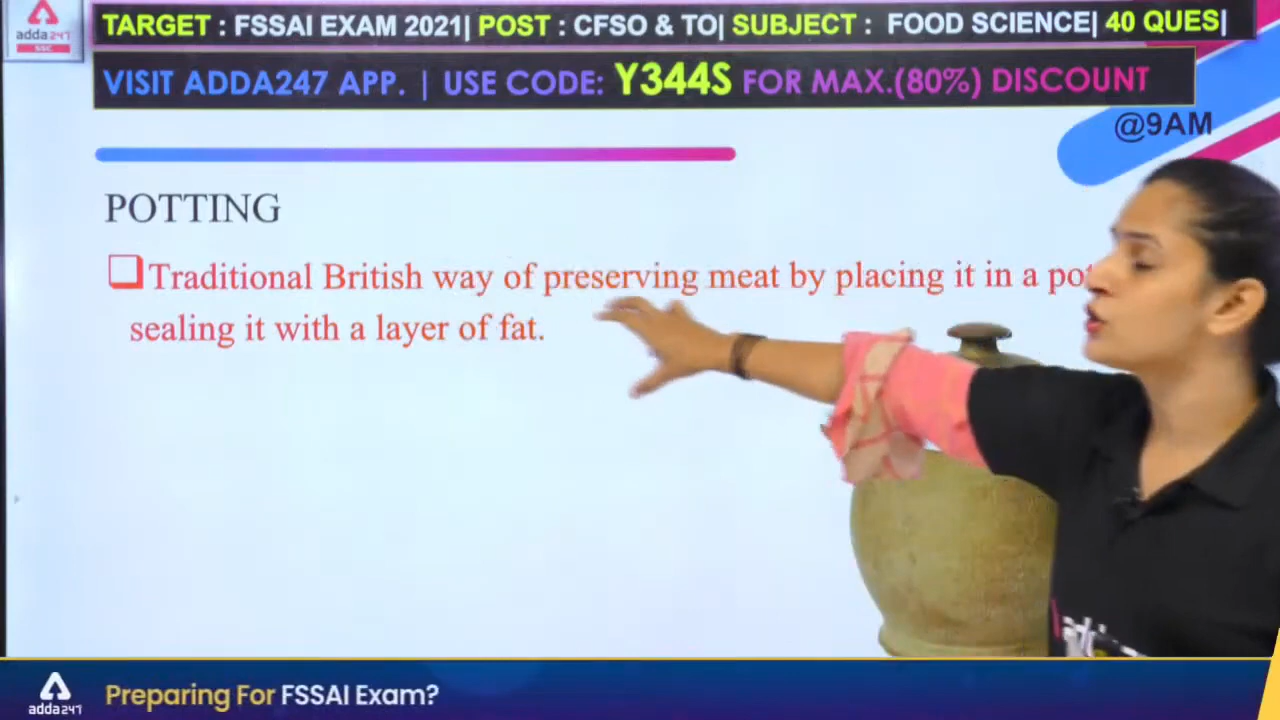 adda247
SSC
TARGET : FSSAI EXAM 2021| POST : CFSO & TO| SUBJECT : FOOD SCIENCE| 40 QUES|
VISIT ADDA247 APP. | USE CODE: Y344S FOR MAX.(80%) DISCOUNT
@9AM
POTTING
Traditional British way of preserving meat by placing it in a
sealing it with a layer of fat.
adda247
Preparing For FSSAI Exam?